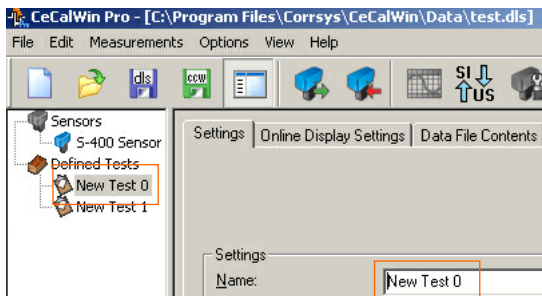 CeCalWin Pro - [C:\Program Files\Corrsys\CeCalWin\Data\test.dls]
File Edit Measurements Options View Help
dls ccw SI US
Sensors
S-400 Sensor
Defined Tests
New Test 0
New Test 1
Settings Online Display Settings Data File Contents
Settings
Name: New Test 0